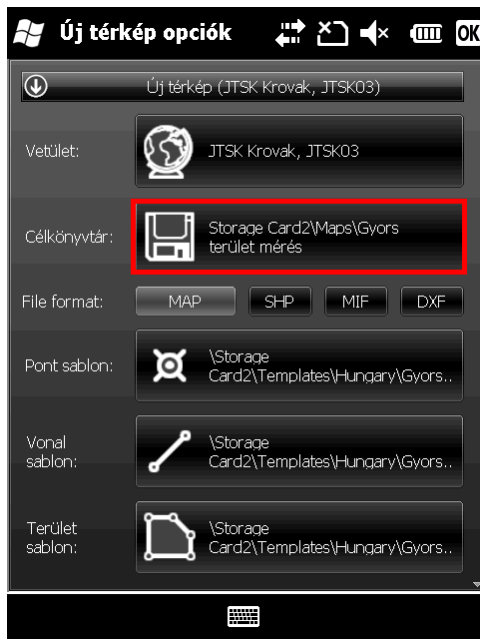 Új térkép opciók
OK
Új térkép (JTSK Krovak, JTSK03)
Vetület:
JTSK Krovak, JTSK03
Célkönyvtár:
Storage Card2\Maps\Gyors
terület mérés
File format:
MAP
SHP
MIF
DXF
Pont sablon:
\Storage
Card2\Templates\Hungary\Gyors..
Vonal
sablon:
\Storage
Card2\Templates\Hungary\Gyors..
Terület
sablon:
\Storage
Card2\Templates\Hungary\Gyors..